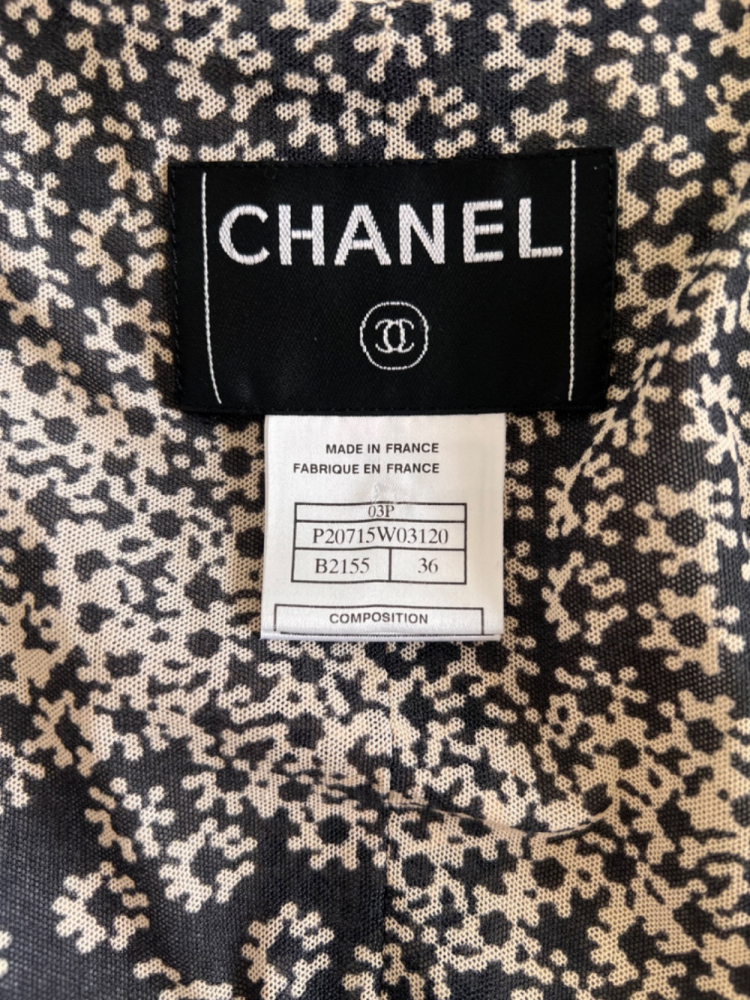 CHANEL
MADE IN FRANCE
FABRIQUE EN FRANCE
03P
P20715W03120
B2155 36
COMPOSITION